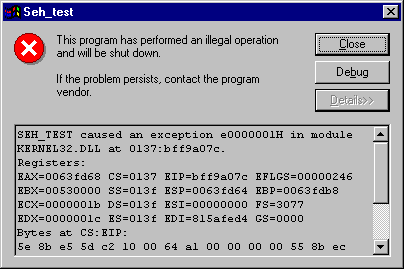 Seh_test
This program has performed an illegal operation
and will be shut down.
If the problem persists, contact the program
vendor.
Close
Debug
Details>>
SEH_TEST caused an exception e0000001H in module
KERNEL32.DLL at 0137:bff9a07c.
Registers:
EAX=0063fd68 CS=0137 EIP=bff9a07c EFLGS=00000246
EBX=00530000 SS=013f ESP=0063fd64 EBP=0063fdb8
ECX=0000001b DS=013f ESI=00000000 FS=3077
EDX=0000001c ES=013f EDI=815afed4 GS=0000
Bytes at CS:EIP:
5e 8b e5 5d c2 10 00 64 a1 00 00 00 00 55 8b ec